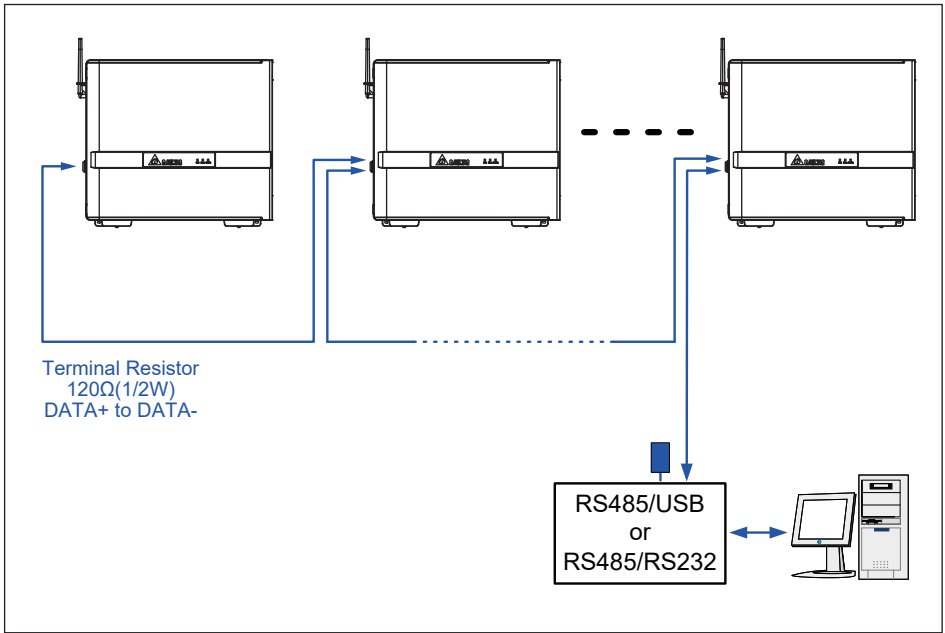 Terminal Resistor
120Ω(1/2W)
DATA+ to DATA-
RS485/USB
or
RS485/RS232